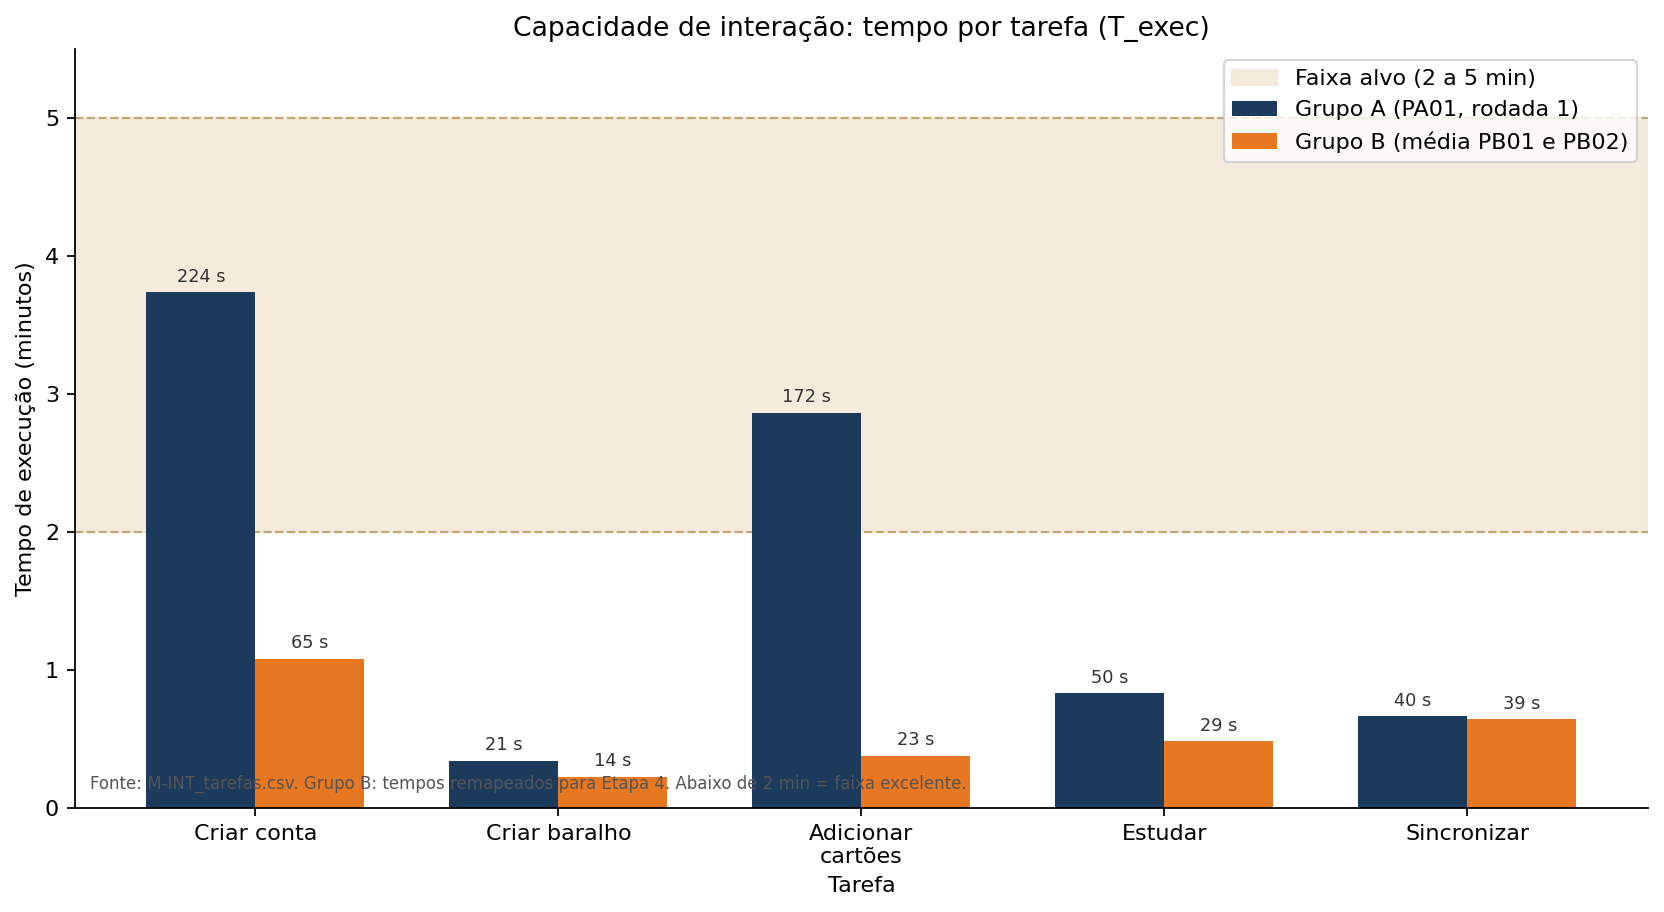 Capacidade de interação: tempo por tarefa (T_exec)
Faixa alvo (2 a 5 min)
Grupo A (PA01, rodada 1)
Grupo B (média PB01 e PB02)
Tempo de execução (minutos)
5
4
3
2
1
0
224 s
65 s
21 s
14 s
172 s
23 s
50 s
29 s
40 s
39 s
Fonte: M-INT_tarefas.csv. Grupo B: tempos remapeados para Etapa 4. Abaixo de 2 min = faixa excelente.
Criar conta
Criar baralho
Adicionar
cartões
Estudar
Sincronizar
Tarefa